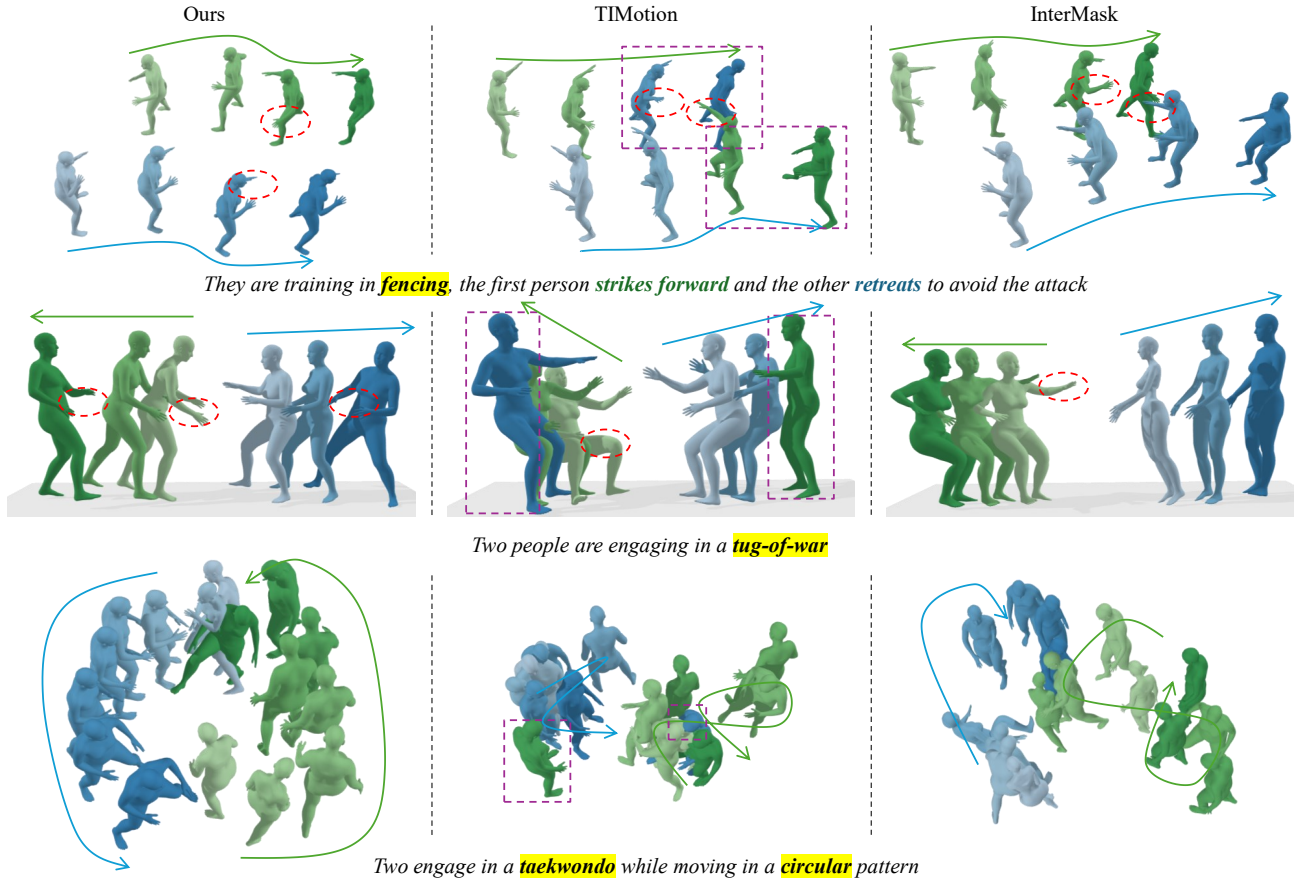 Ours
TIMotion
InterMask
They are training in fencing, the first person strikes forward and the other retreats to avoid the attack
Two people are engaging in a tug-of-war
Two engage in a taekwondo while moving in a circular pattern